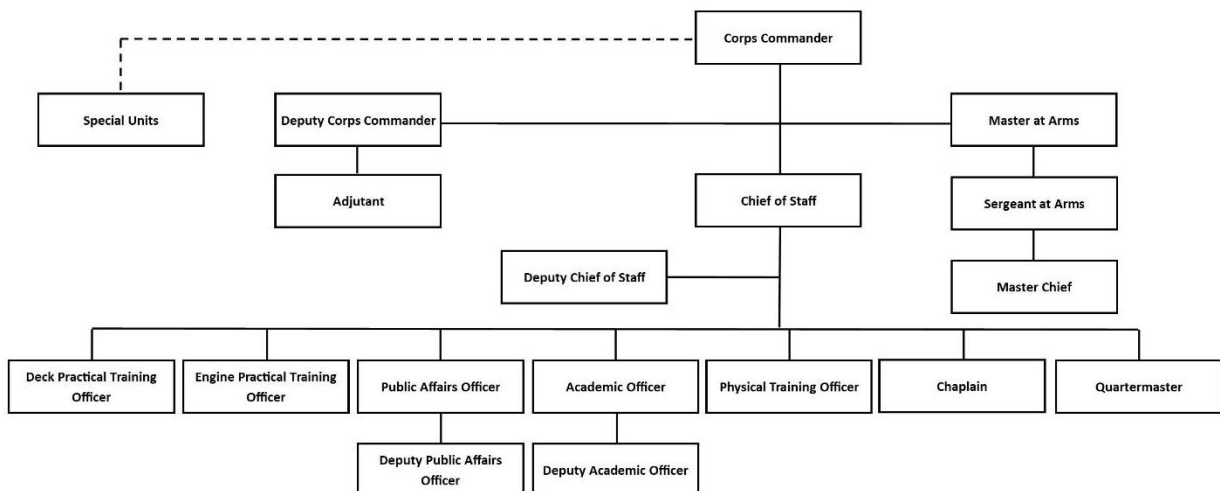 Corps Commander
Special Units
Deputy Corps Commander
Master at Arms
Adjutant
Chief of Staff
Sergeant at Arms
Deputy Chief of Staff
Master Chief
Deck Practical Training
Officer
Engine Practical Training
Officer
Public Affairs Officer
Academic Officer
Physical Training Officer
Chaplain
Quartermaster
Deputy Public Affairs
Officer
Deputy Academic Officer